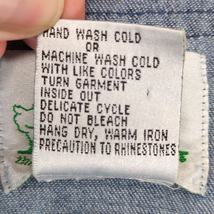 HAND WASH COLD
OR
MACHINE WASH COLD
WITH LIKE COLORS
TURN GARMENT
INSIDE OUT
DELICATE CYCLE
DO NOT BLEACH
HANG DRY, WARM IRON
PRECAUTION TO RHINESTONES